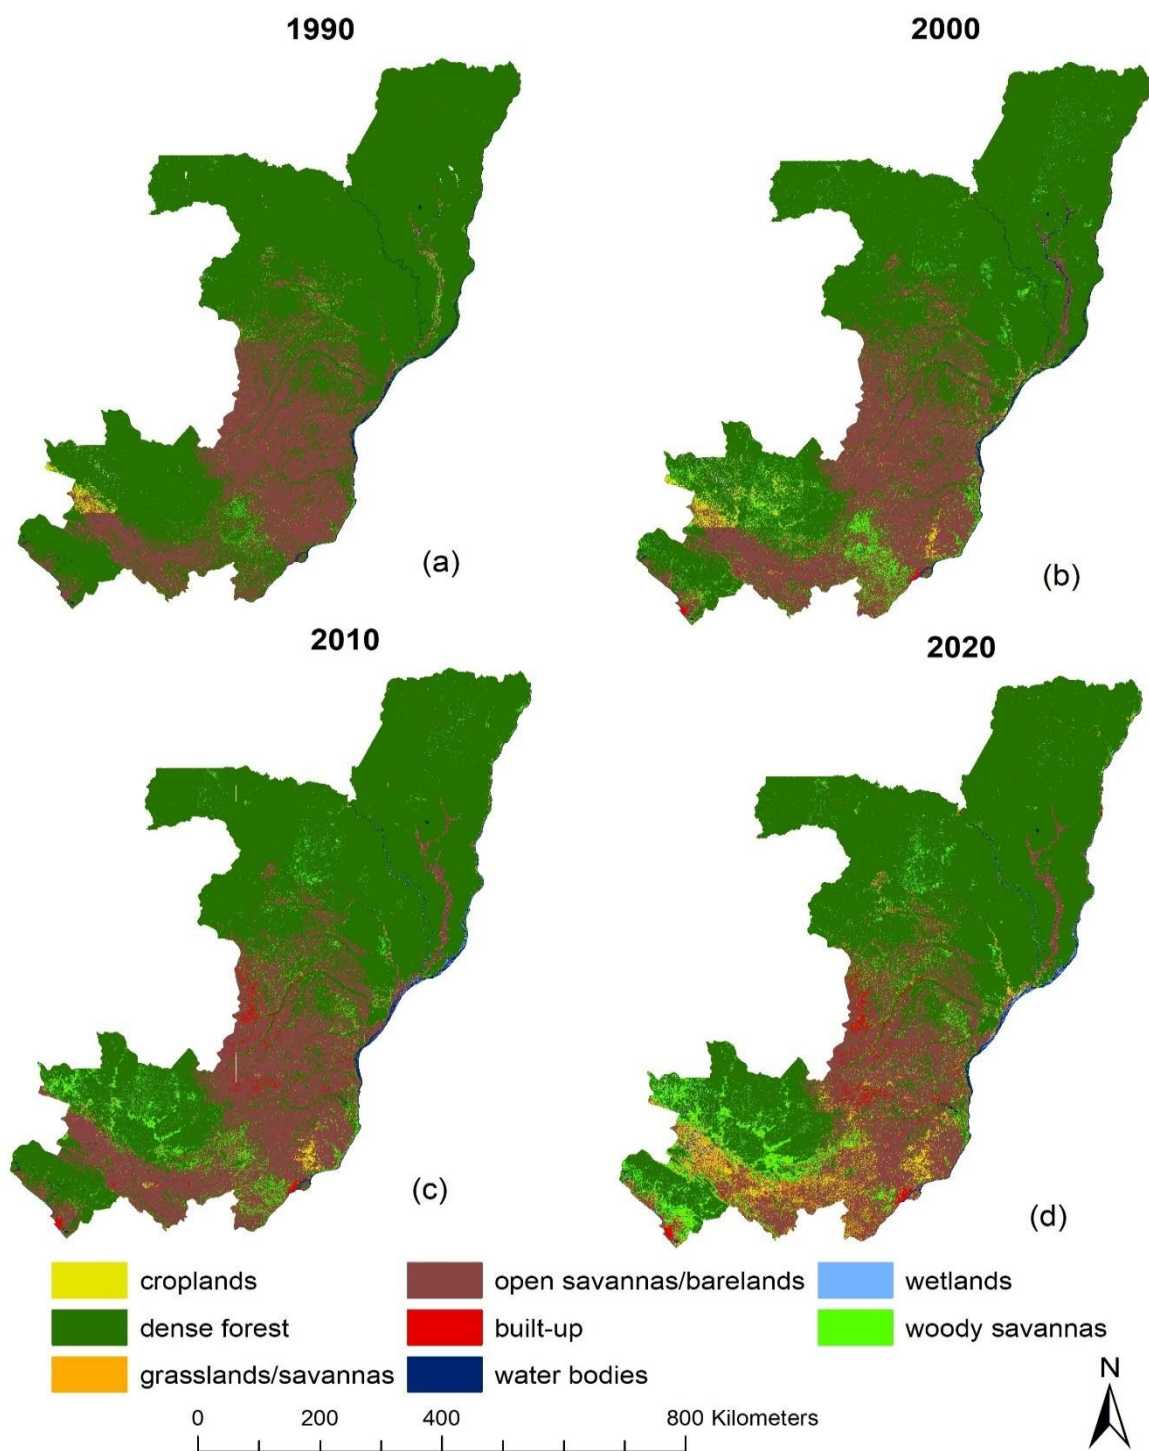 1990
2000
(a)
(b)
2010
2020
(c)
(d)
croplands
open savannas/barelands
wetlands
dense forest
built-up
woody savannas
grasslands/savannas
water bodies
N
0 200 400 800 Kilometers